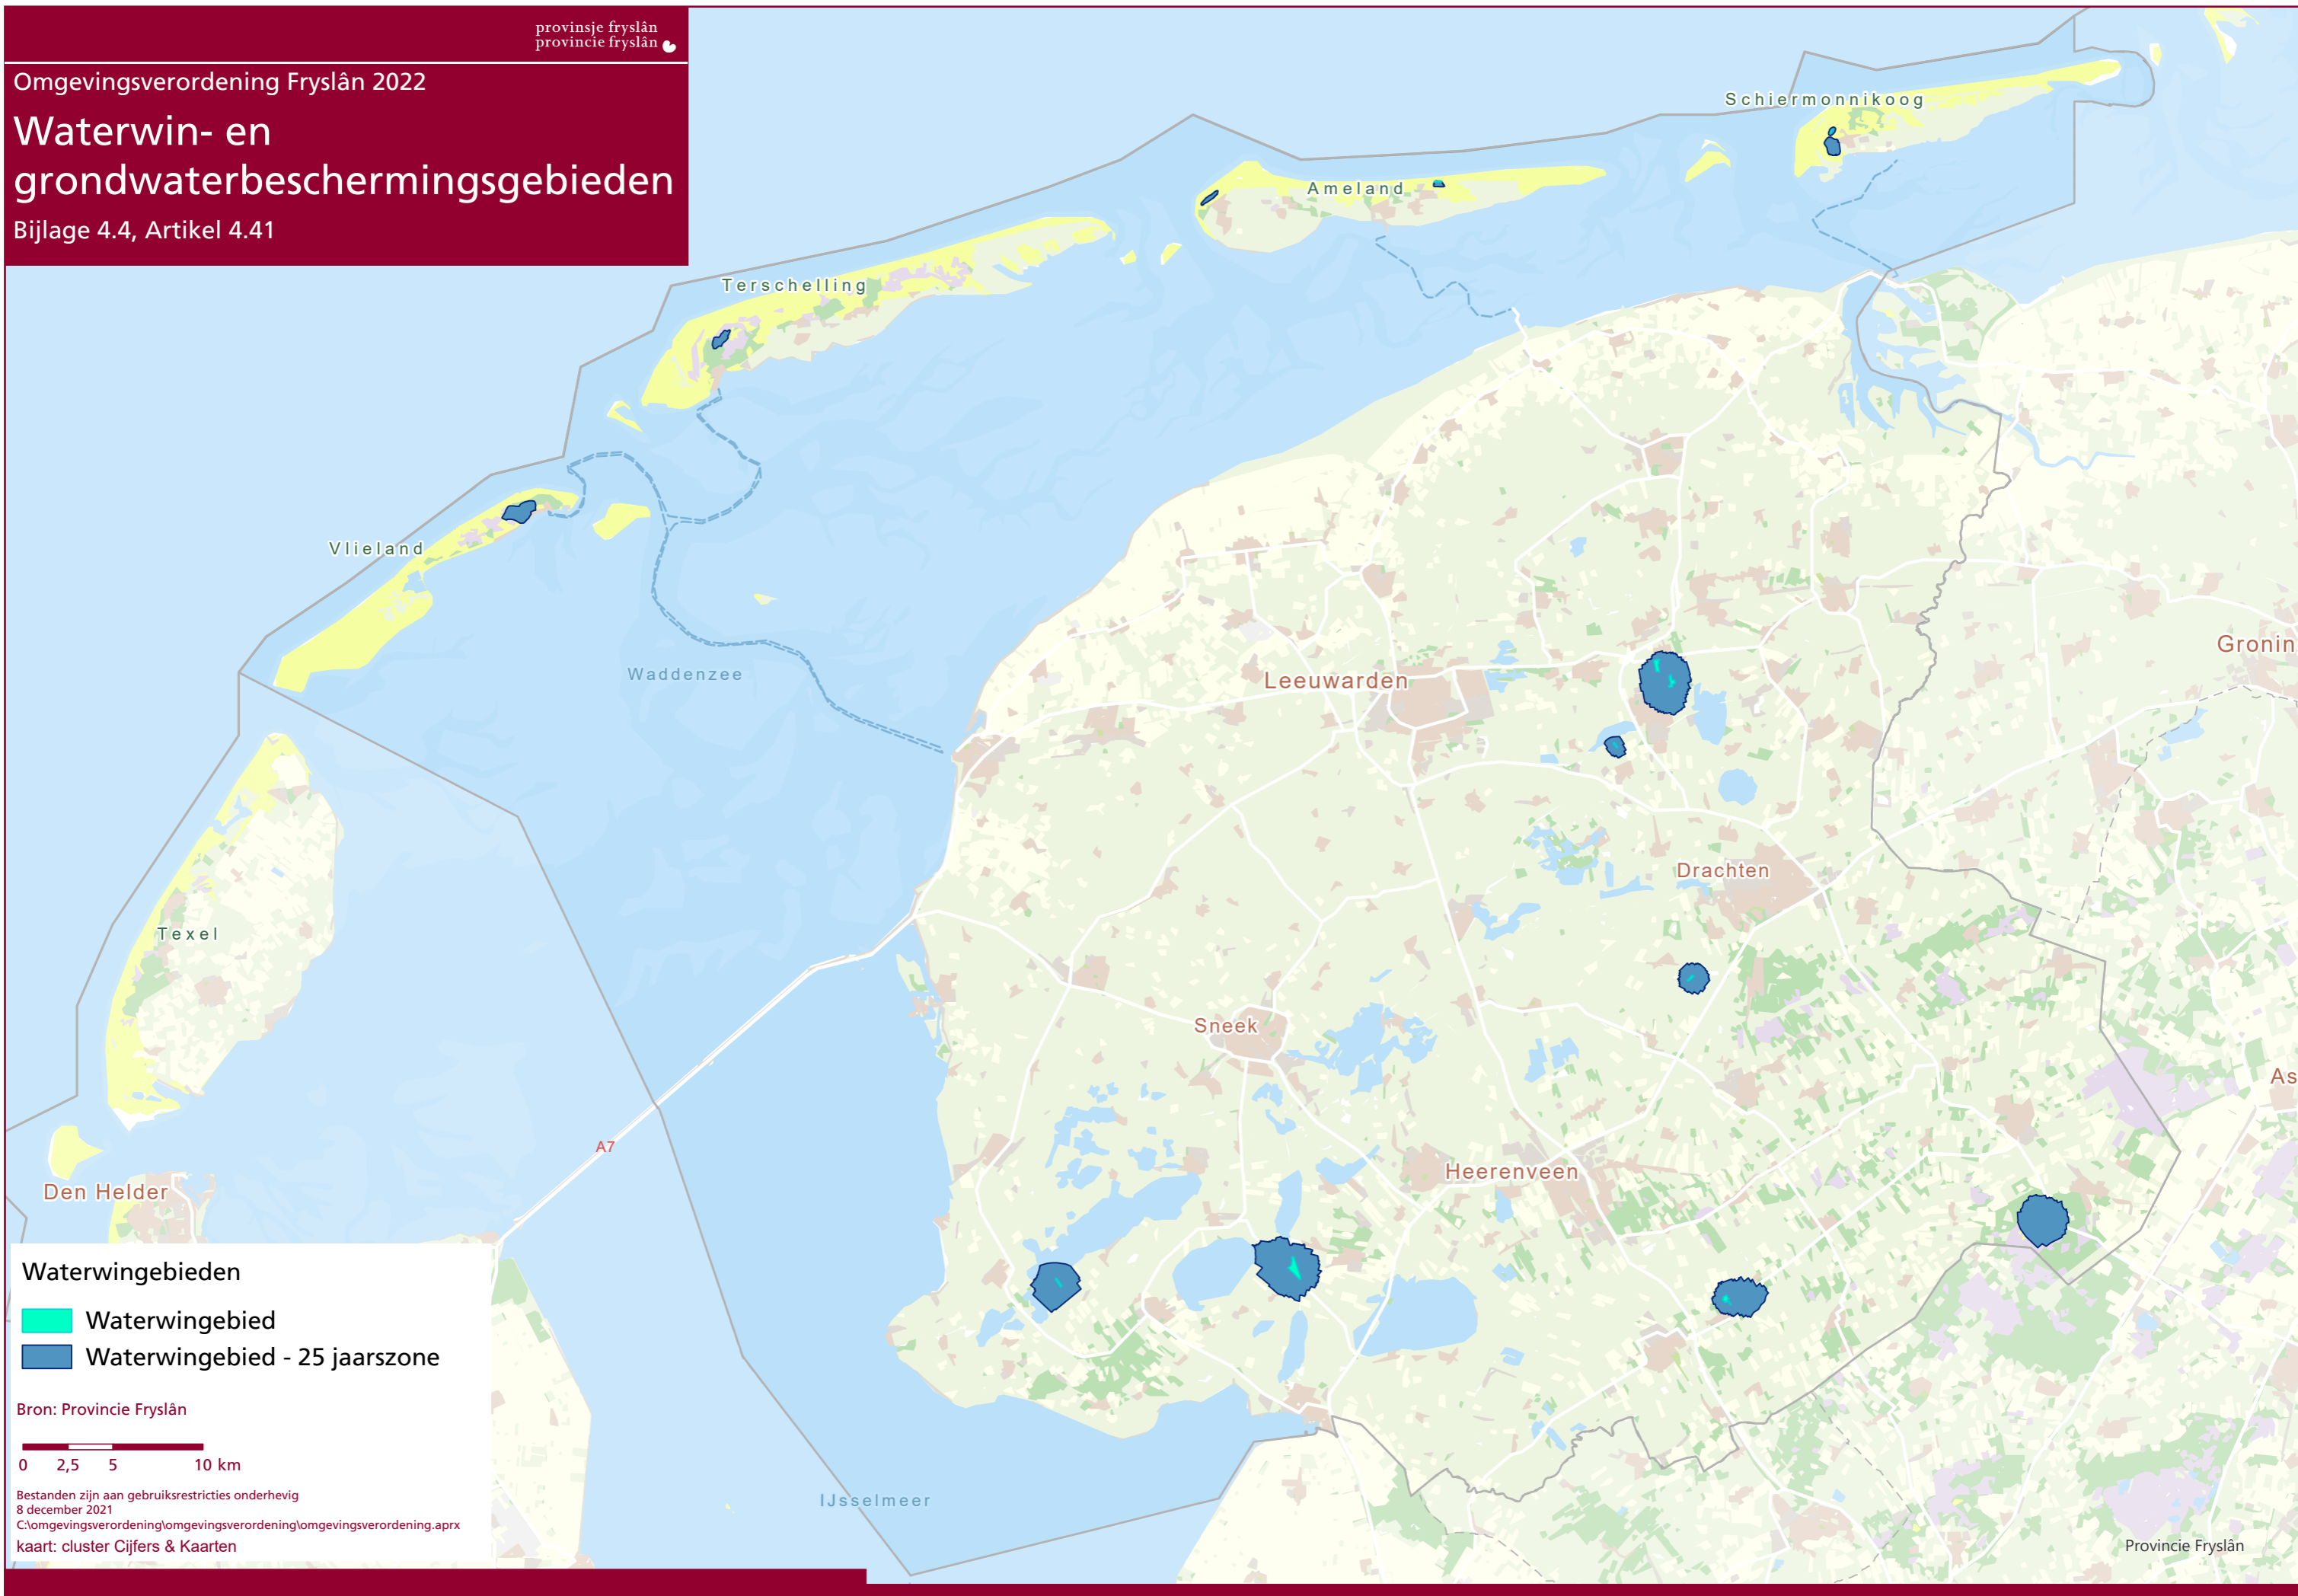 provinsje fryslân
provincie fryslân
Omgevingsverordening Fryslân 2022
Waterwin- en
grondwaterbeschermingsgebieden
Bijlage 4.4, Artikel 4.41
Schiermonnikoog
Ameland
Terschelling
Vlieland
Waddenzee
Leeuwarden
Gronin
Drachten
Texel
Sneek
As
A7
Heerenveen
Den Helder
IJsselmeer
Waterwingebieden
Waterwingebied
Waterwingebied - 25 jaarszone
Bron: Provincie Fryslân
0 2,5 5 10 km
Bestanden zijn aan gebruiksrestricties onderhevig
8 december 2021
C:\omgevingsverordening\omgevingsverordening\omgevingsverordening.aprx
kaart: cluster Cijfers & Kaarten
Provincie Fryslân